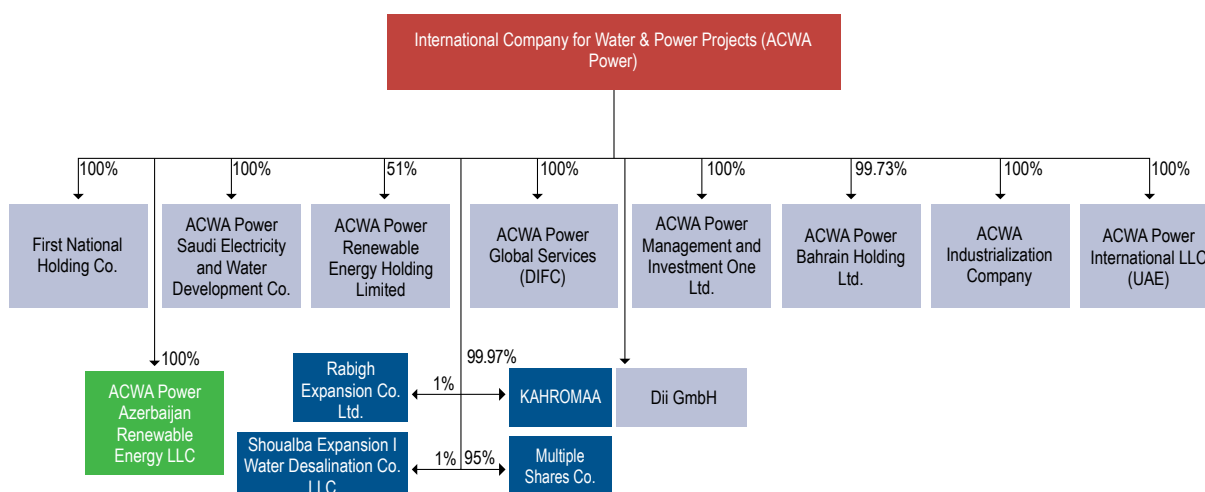 International Company for Water & Power Projects (ACWA
Power)
100%
100%
51%
100%
100%
99.73%
100%
100%
First National
Holding Co.
ACWA Power
Saudi Electricity
and Water
Development Co.
ACWA Power
Renewable
Energy Holding
Limited
ACWA Power
Global Services
(DIFC)
ACWA Power
Management and
Investment One
Ltd.
ACWA Power
Bahrain Holding
Ltd.
ACWA
Industrialization
Company
ACWA Power
International LLC
(UAE)
100%
ACWA Power
Azerbaijan
Renewable
Energy LLC
Rabigh
Expansion Co.
Ltd.
1%
99.97%
KAHROMAA
Dii GmbH
Shoualba Expansion I
Water Desalination Co.
LLC
1%
95%
Multiple
Shares Co.